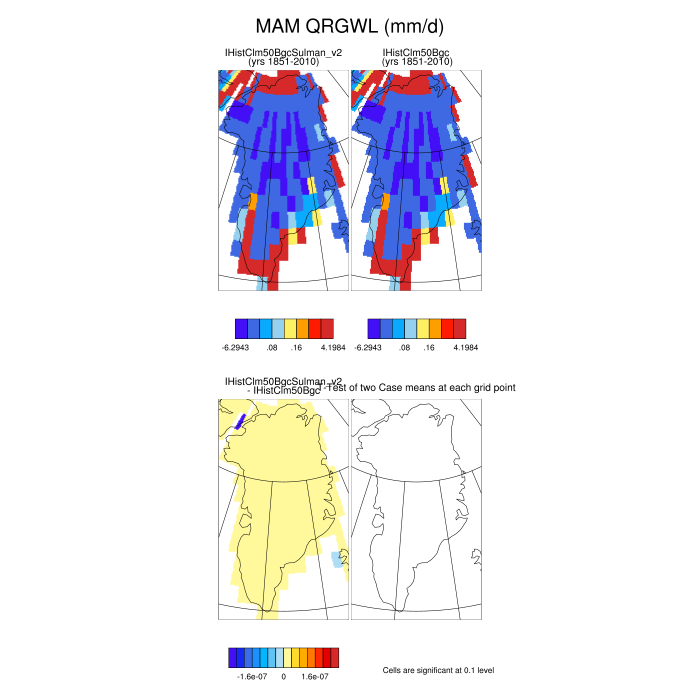 MAM QRGWL (mm/d)
IHistClm50BgcSulman_v2
(yrs 1851-2010)
IHistClm50Bgc
(yrs 1851-2010)
-6.2943 .08 .16 4.1984
-6.2943 .08 .16 4.1984
IHistClm50BgcSulman_v2
- IHistClm50Bgc
T-Test of two Case means at each grid point
-1.6e-07 0 1.6e-07
Cells are significant at 0.1 level